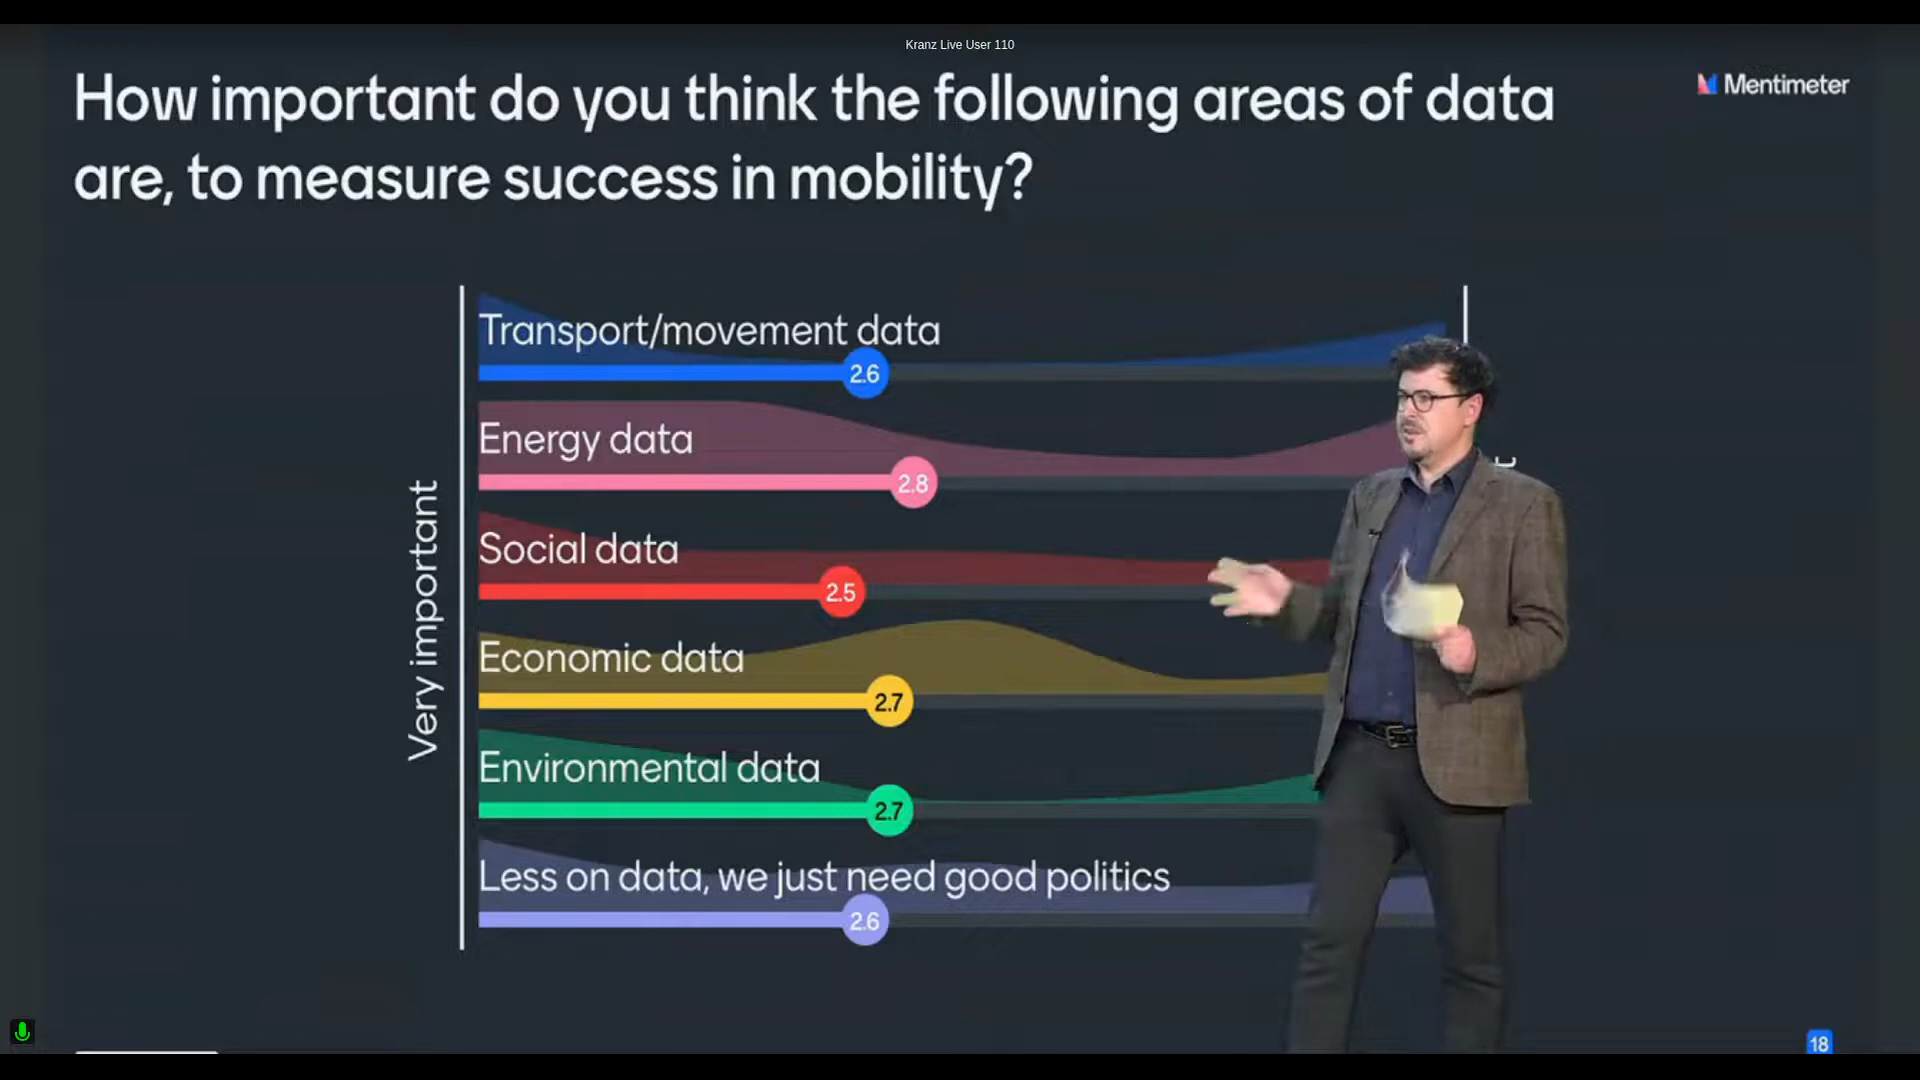 Kranz Live User 110
How important do you think the following areas of data
are, to measure success in mobility?
Mentimeter
Very important
Transport/movement data
2.6
Energy data
2.8
Social data
2.5
Economic data
2.7
Environmental data
2.7
Less on data, we just need good politics
2.6
18